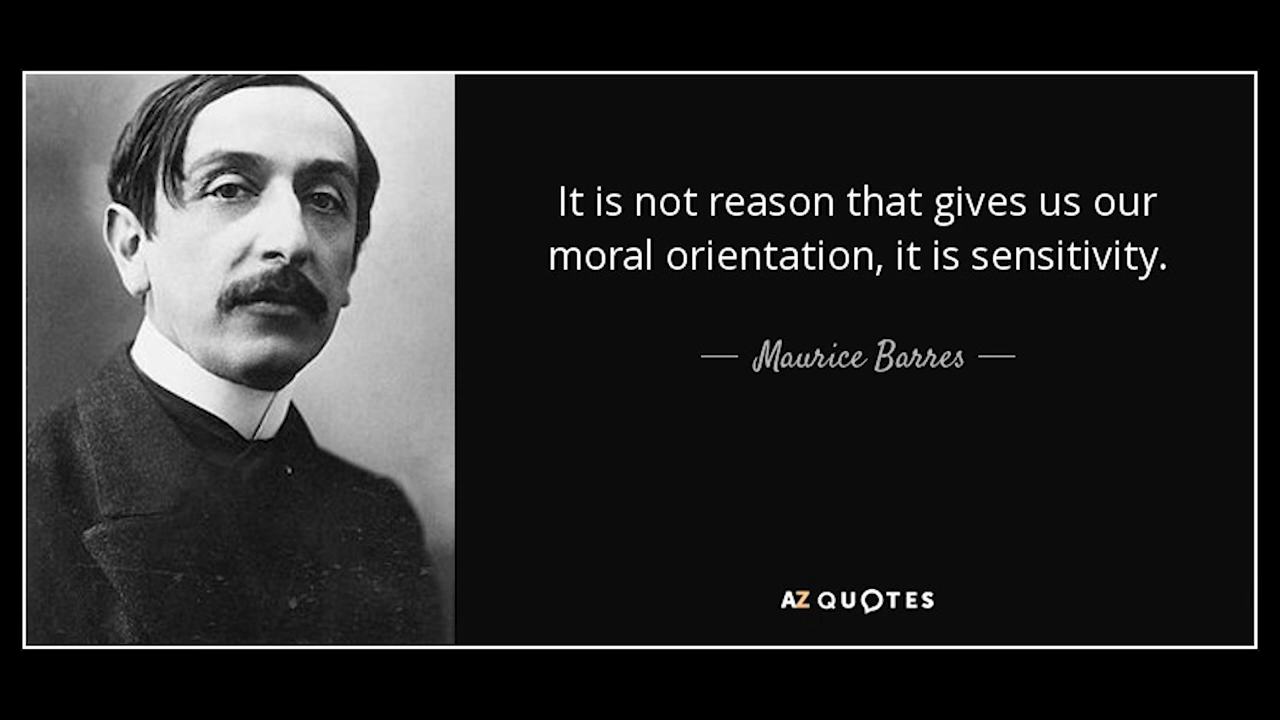 It is not reason that gives us our
moral orientation, it is sensitivity.
Maurice Barres
AZ QUOTES